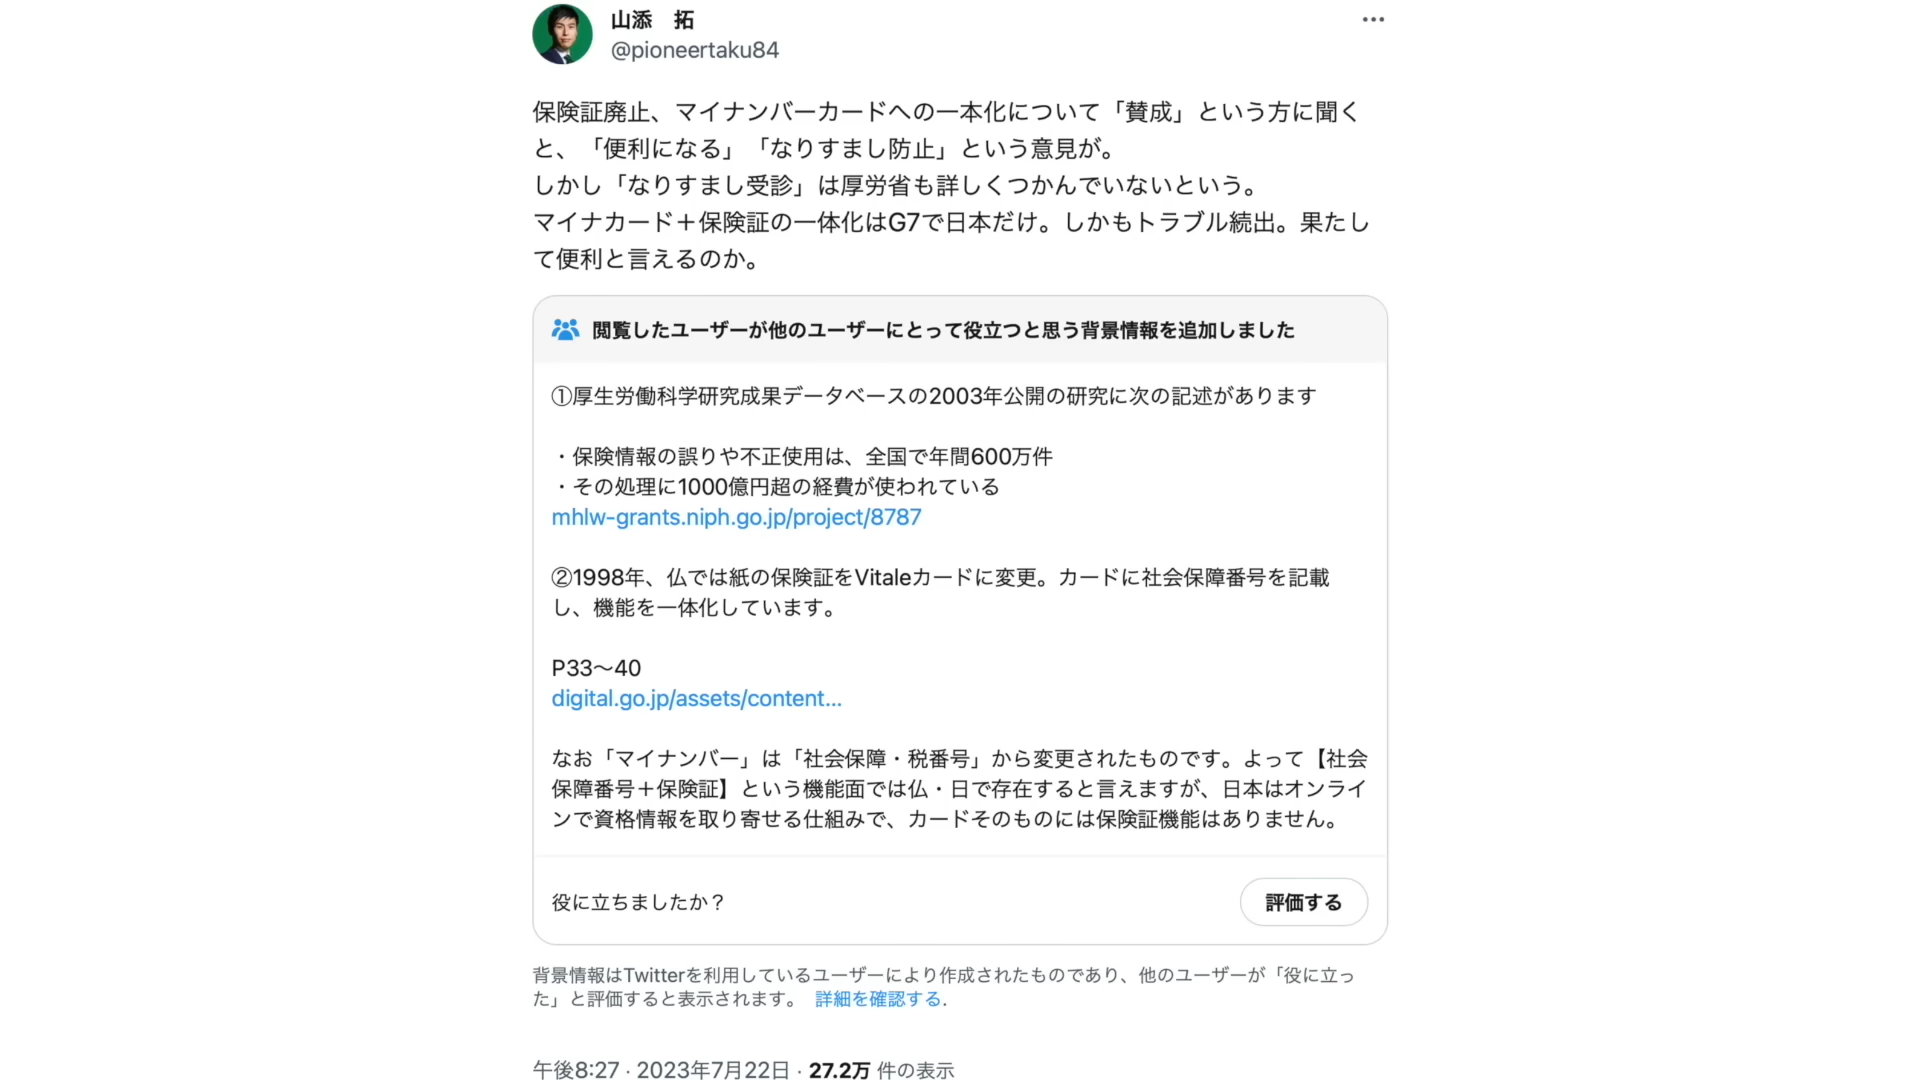 山添　拓
@pioneertaku84
保険証廃止、マイナンバーカードへの一本化について「賛成」という方に聞く
と、「便利になる」「なりすまし防止」という意見が。
しかし「なりすまし受診」は厚労省も詳しくつかんでいないという。
マイナカード＋保険証の一体化はG7で日本だけ。しかもトラブル続出。果たし
て便利と言えるのか。
閲覧したユーザーが他のユーザーにとって役立つと思う背景情報を追加しました
①厚生労働科学研究成果データベースの2003年公開の研究に次の記述があります
・保険情報の誤りや不正使用は、全国で年間600万件
・その処理に1000億円超の経費が使われている
mhlw-grants.niph.go.jp/project/8787
②1998年、仏では紙の保険証をVitaleカードに変更。カードに社会保障番号を記載
し、機能を一体化しています。
P33〜40
digital.go.jp/assets/content…
なお「マイナンバー」は「社会保障・税番号」から変更されたものです。よって【社会
保障番号＋保険証】という機能面では仏・日で存在すると言えますが、日本はオンライ
ンで資格情報を取り寄せる仕組みで、カードそのものには保険証機能はありません。
役に立ちましたか？
評価する
背景情報はTwitterを利用しているユーザーにより作成されたものであり、他のユーザーが「役に立っ
た」と評価すると表示されます。 詳細を確認する.
午後8:27 · 2023年7月22日 · 27.2万 件の表示